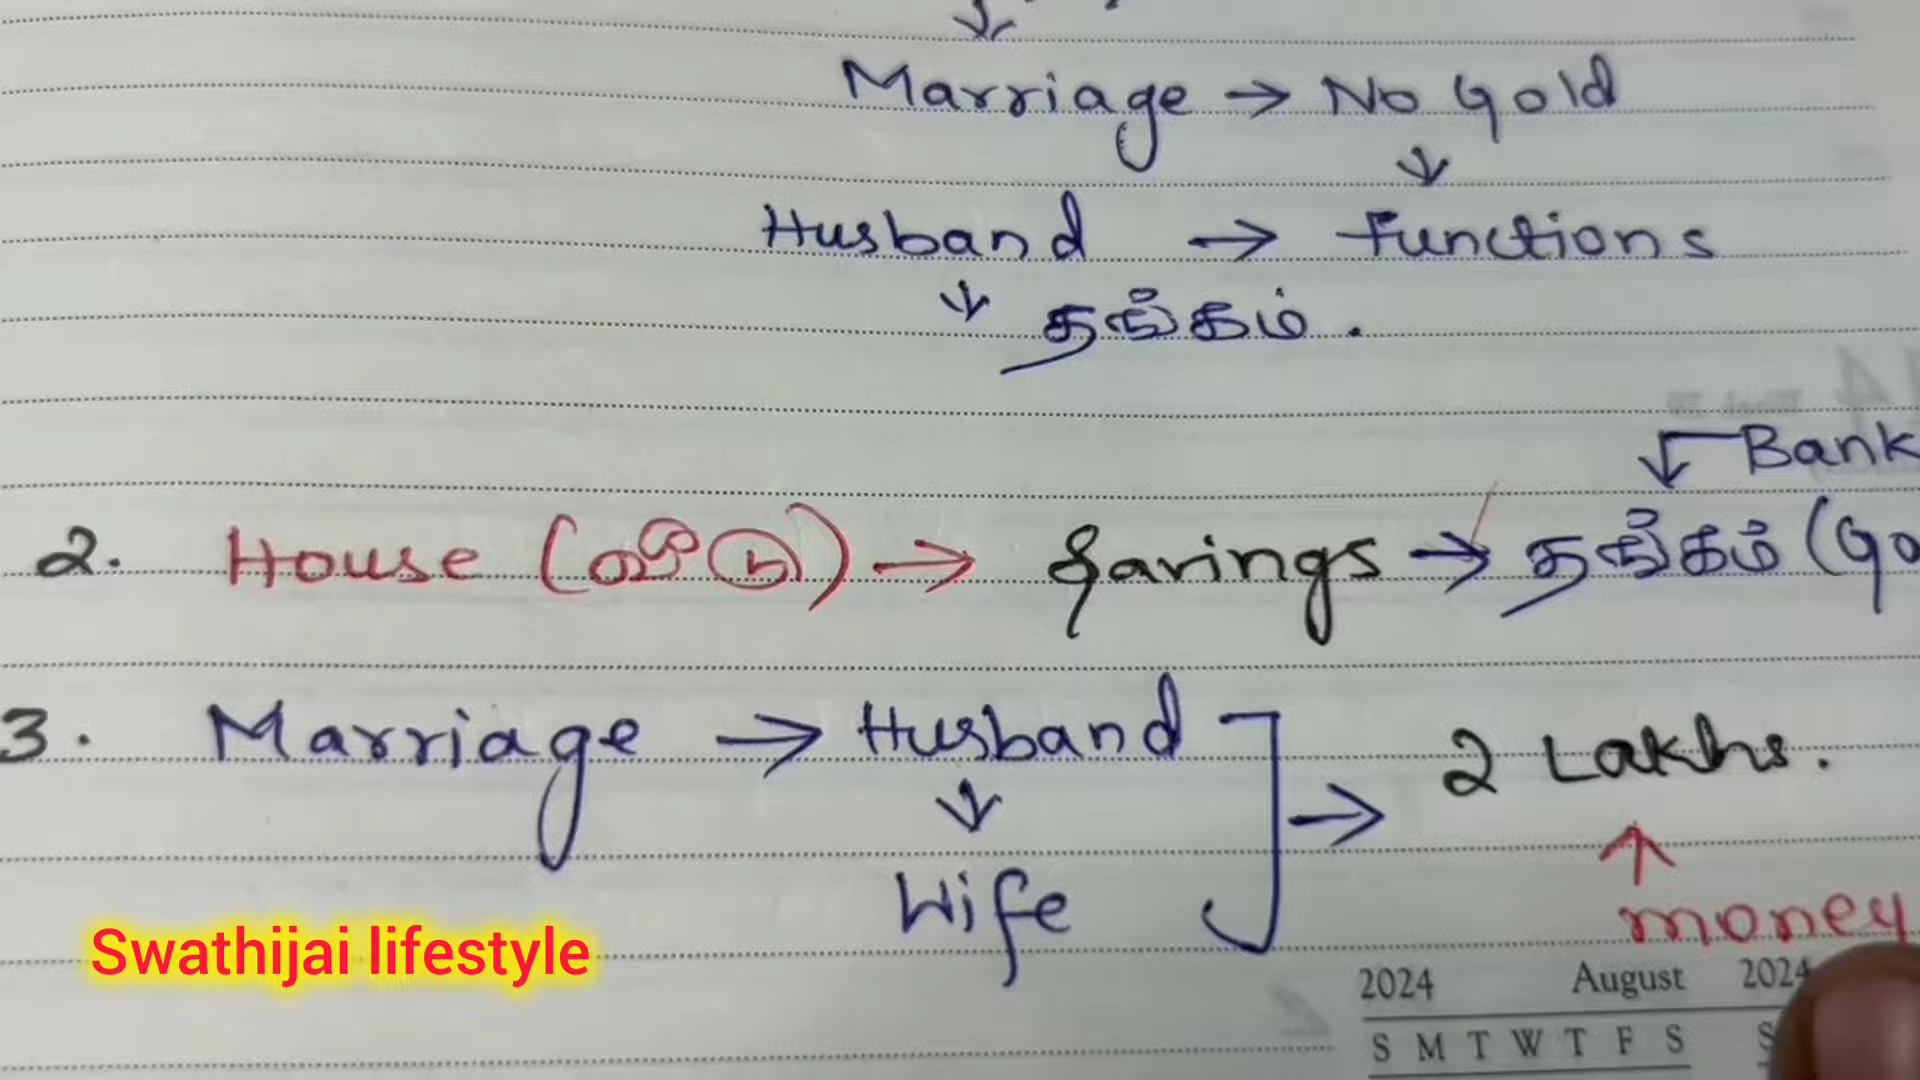 Marriage → No Gold
↓
Husband → Functions
↓ தங்கம்.
Bank
2. House (வீடு) → Savings → தங்கம் (Go
3. Marriage → Husband ] → 2 Lakhs.
↓ ↑
Wife money
Swathijai lifestyle
2024 August 2024
S M T W T F S S